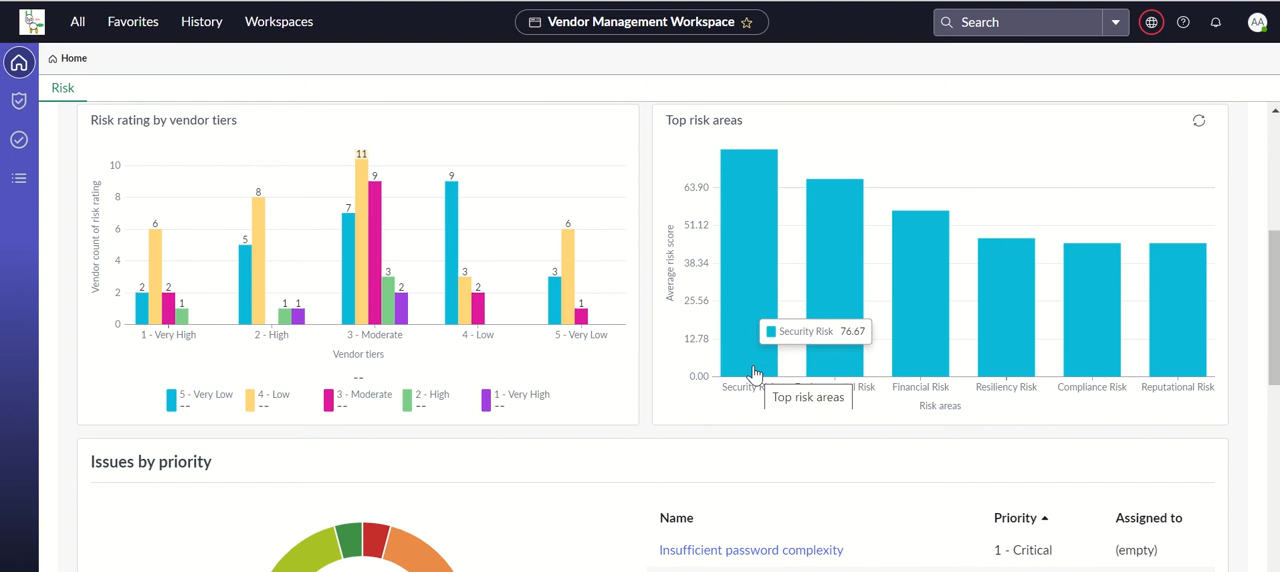 All Favorites History Workspaces
Vendor Management Workspace
Search
AA
Home
Risk
Risk rating by vendor tiers
Vendor count of risk rating
10
8
6
4
2
0
2 6 2 1
5 8 1 1
7 11 9 3 2
9 3 2
3 6 1
1 - Very High 2 - High 3 - Moderate 4 - Low 5 - Very Low
Vendor tiers
--
5 - Very Low 4 - Low 3 - Moderate 2 - High 1 - Very High
-- -- -- -- --
Top risk areas
Average risk score
63.90
51.12
38.34
25.56
12.78
0.00
Security Risk 76.67
Security Risk Financial Risk Resiliency Risk Compliance Risk Reputational Risk
Top risk areas
Risk areas
Issues by priority
Name Priority Assigned to
Insufficient password complexity 1 - Critical (empty)